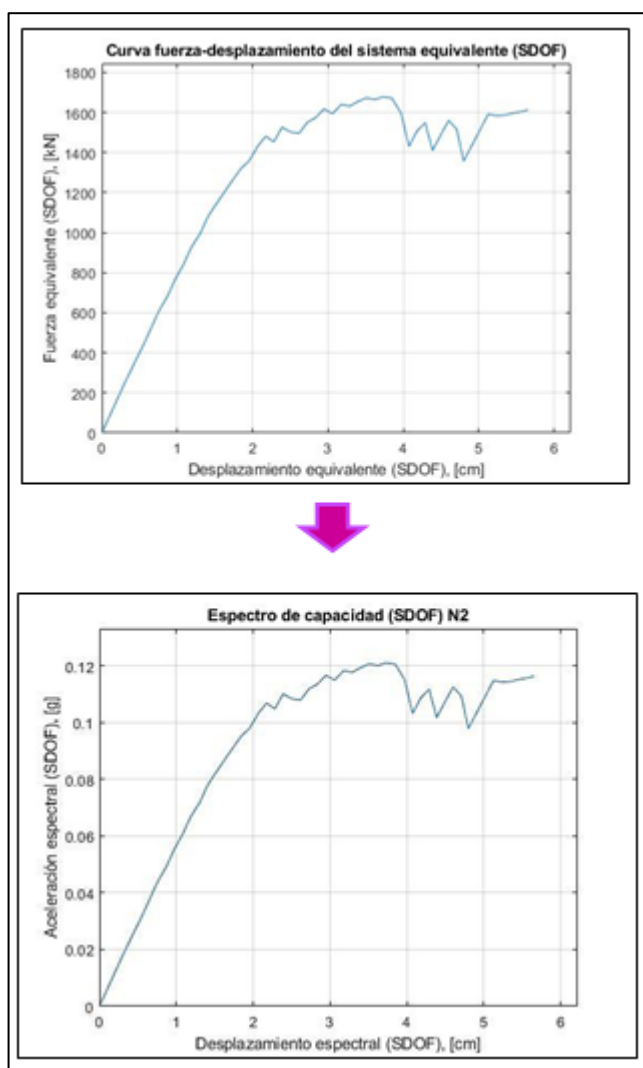 Curva fuerza-desplazamiento del sistema equivalente (SDOF)
Fuerza equivalente (SDOF), [kN]
1800
1600
1400
1200
1000
800
600
400
200
0
0 1 2 3 4 5 6
Desplazamiento equivalente (SDOF), [cm]
Espectro de capacidad (SDOF) N2
Aceleración espectral (SDOF), [g]
0.12
0.1
0.08
0.06
0.04
0.02
0
0 1 2 3 4 5 6
Desplazamiento espectral (SDOF), [cm]